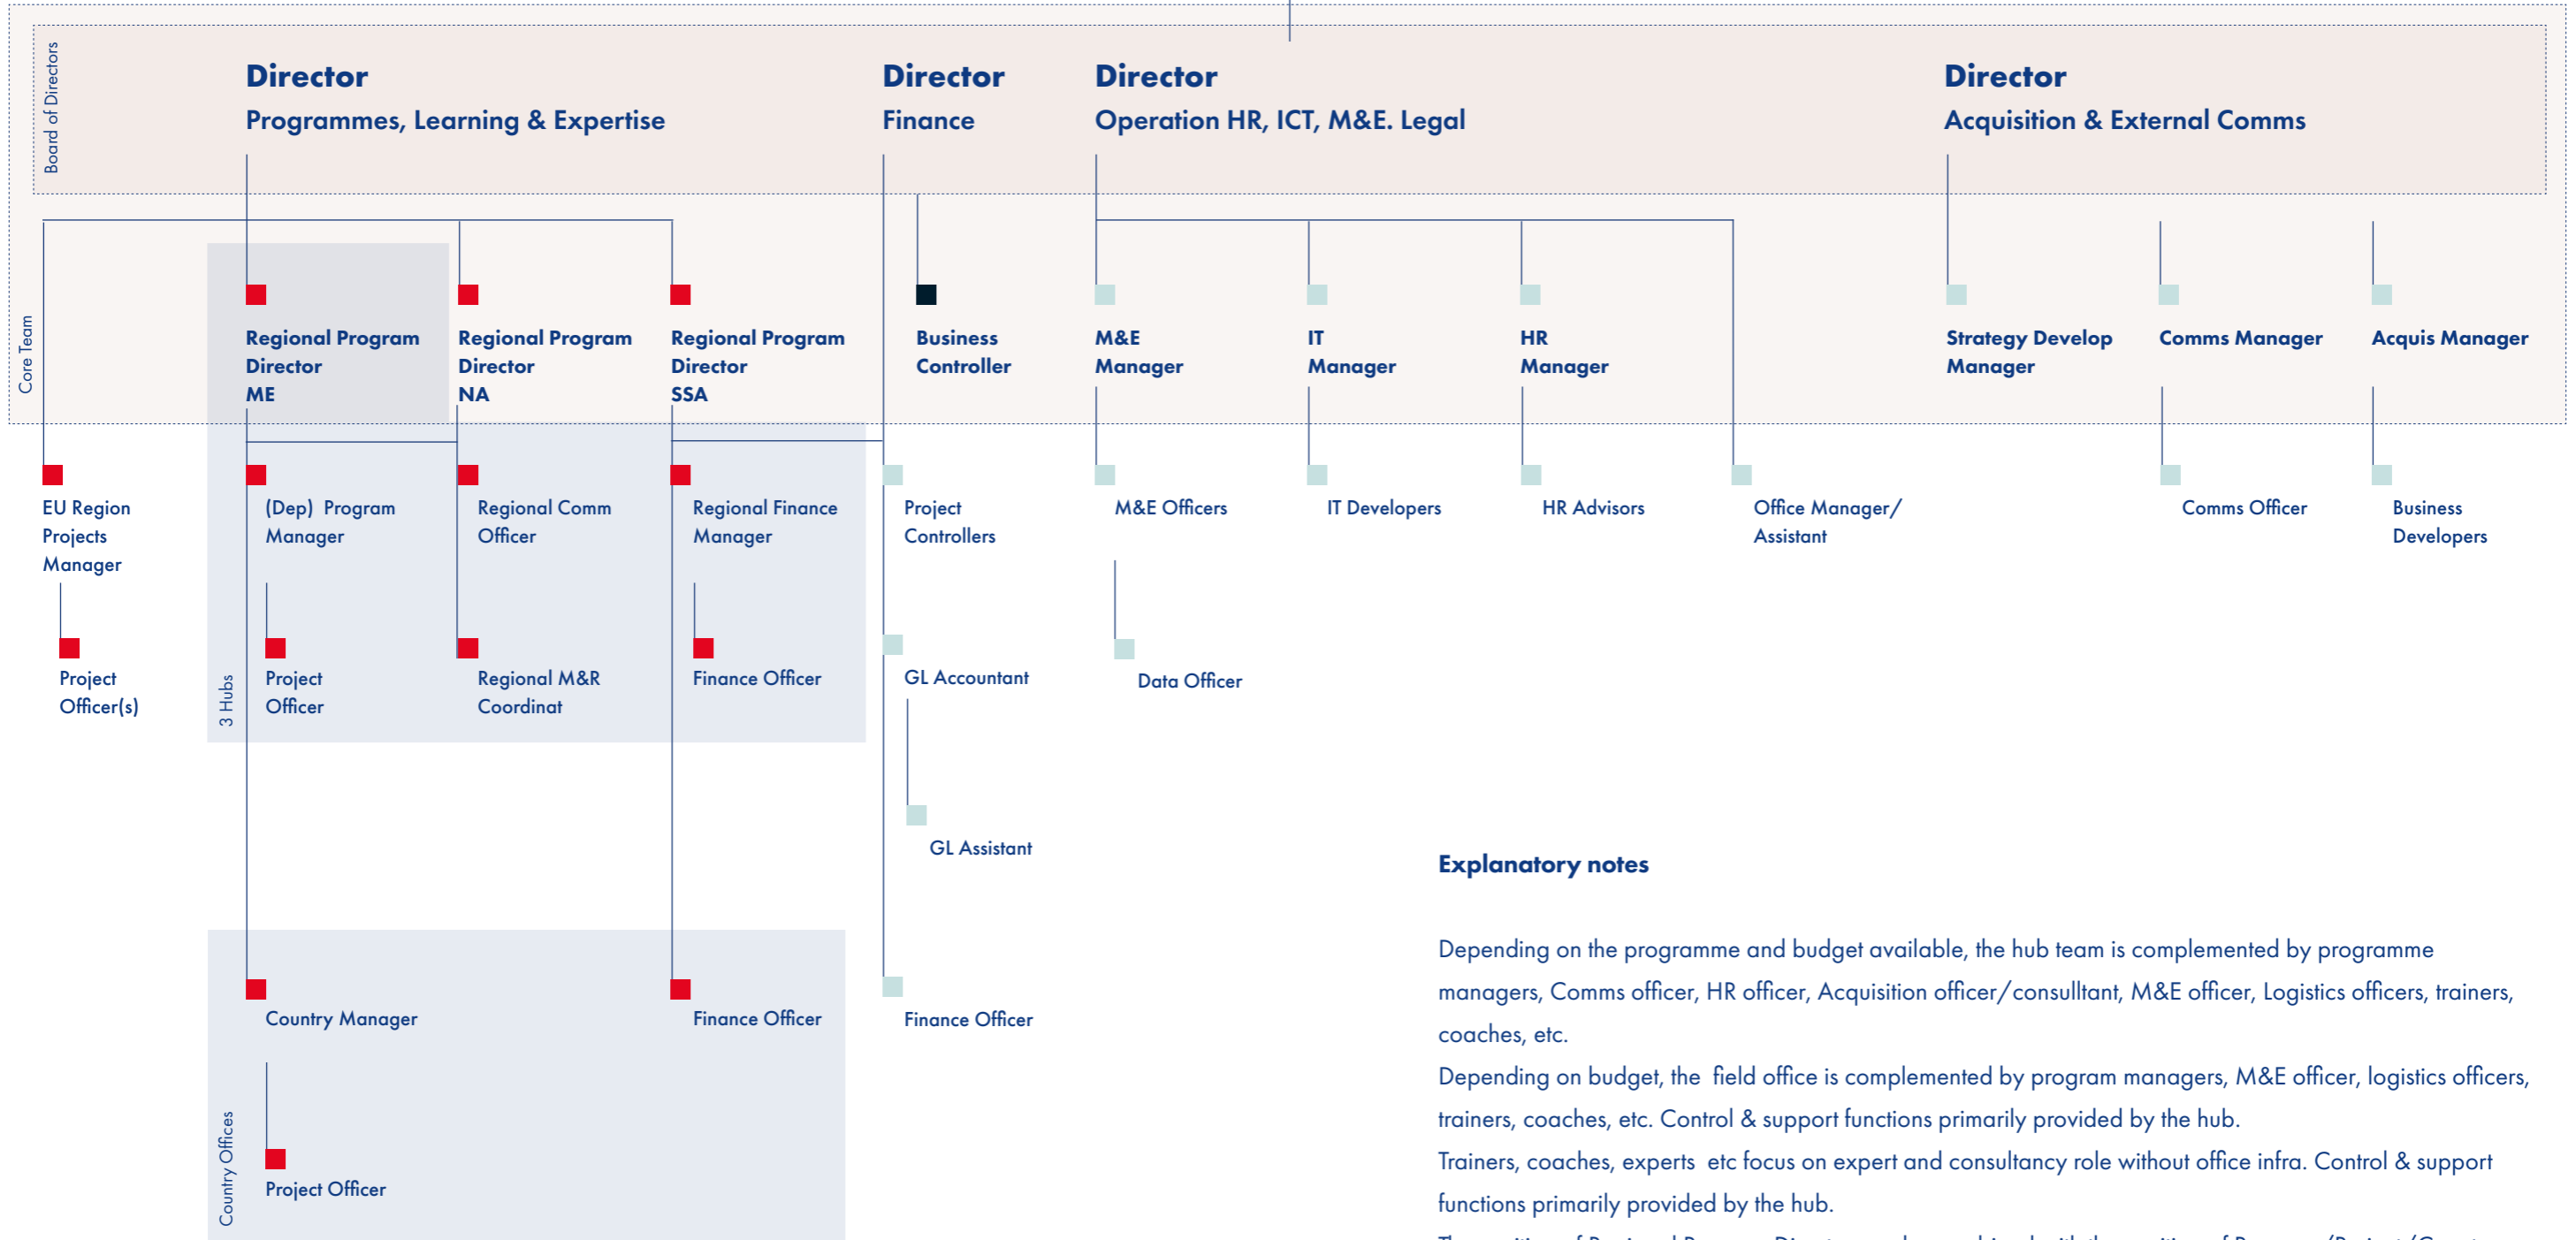 Board of Directors
Director
Programmes, Learning & Expertise
Director
Finance
Director
Operation HR, ICT, M&E. Legal
Director
Acquisition & External Comms
Core Team
Regional Program
Director
ME
Regional Program
Director
NA
Regional Program
Director
SSA
Business
Controller
M&E
Manager
IT
Manager
HR
Manager
Strategy Develop
Manager
Comms Manager
Acquis Manager
EU Region
Projects
Manager
(Dep) Program
Manager
Regional Comm
Officer
Regional Finance
Manager
Project
Controllers
M&E Officers
IT Developers
HR Advisors
Office Manager/
Assistant
Comms Officer
Business
Developers
Project
Officer(s)
3 Hubs
Project
Officer
Regional M&R
Coordinat
Finance Officer
GL Accountant
Data Officer
GL Assistant
Country Offices
Country Manager
Finance Officer
Finance Officer
Project Officer
Explanatory notes
Depending on the programme and budget available, the hub team is complemented by programme
managers, Comms officer, HR officer, Acquisition officer/consulltant, M&E officer, Logistics officers, trainers,
coaches, etc.
Depending on budget, the field office is complemented by program managers, M&E officer, logistics officers,
trainers, coaches, etc. Control & support functions primarily provided by the hub.
Trainers, coaches, experts etc focus on expert and consultancy role without office infra. Control & support
functions primarily provided by the hub.